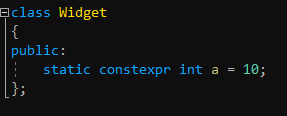 class Widget
{
public:
    static constexpr int a = 10;
};